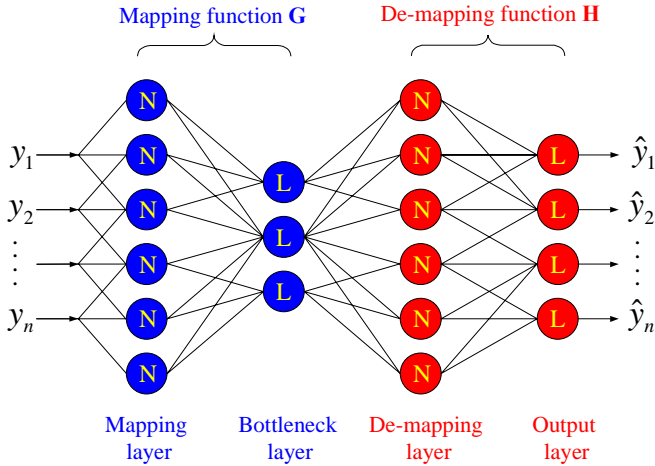 Mapping function G
De-mapping function H
N
N
N
N
N
N
L
L
L
N
N
N
N
N
N
L
L
L
L
y₁
y₂
⋮
yₙ
ŷ₁
ŷ₂
⋮
ŷₙ
Mapping
layer
Bottleneck
layer
De-mapping
layer
Output
layer